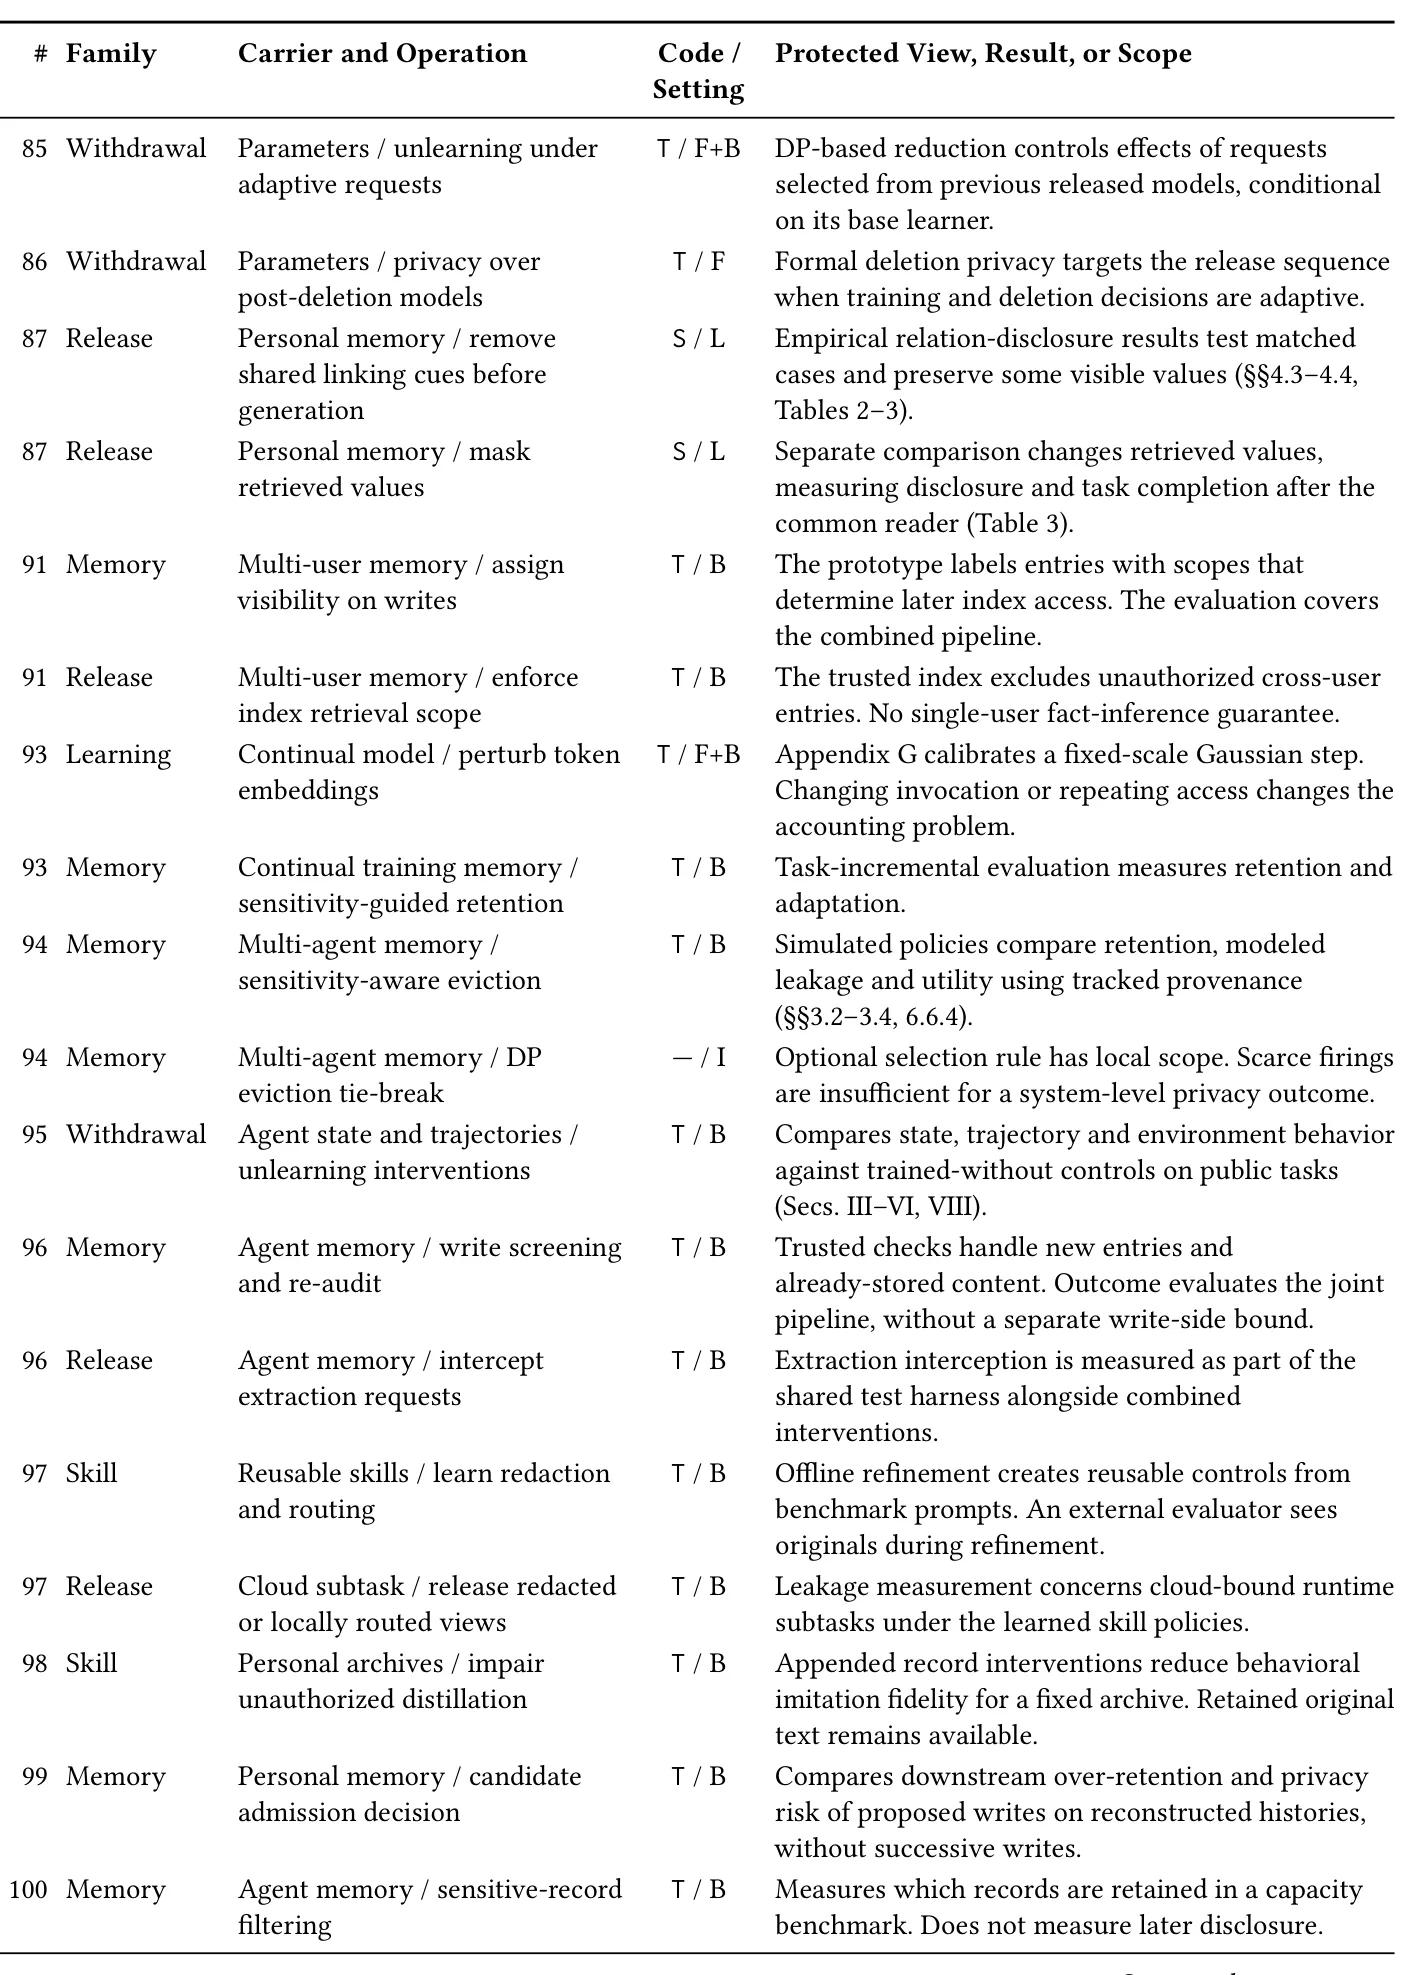 # Family Carrier and Operation Code / Protected View, Result, or Scope
Setting
85 Withdrawal Parameters / unlearning under T / F+B DP-based reduction controls effects of requests
adaptive requests selected from previous released models, conditional
on its base learner.
86 Withdrawal Parameters / privacy over T / F Formal deletion privacy targets the release sequence
post-deletion models when training and deletion decisions are adaptive.
87 Release Personal memory / remove S / L Empirical relation-disclosure results test matched
shared linking cues before cases and preserve some visible values (§§4.3–4.4,
generation Tables 2–3).
87 Release Personal memory / mask S / L Separate comparison changes retrieved values,
retrieved values measuring disclosure and task completion after the
common reader (Table 3).
91 Memory Multi-user memory / assign T / B The prototype labels entries with scopes that
visibility on writes determine later index access. The evaluation covers
the combined pipeline.
91 Release Multi-user memory / enforce T / B The trusted index excludes unauthorized cross-user
index retrieval scope entries. No single-user fact-inference guarantee.
93 Learning Continual model / perturb token T / F+B Appendix G calibrates a fixed-scale Gaussian step.
embeddings Changing invocation or repeating access changes the
accounting problem.
93 Memory Continual training memory / T / B Task-incremental evaluation measures retention and
sensitivity-guided retention adaptation.
94 Memory Multi-agent memory / T / B Simulated policies compare retention, modeled
sensitivity-aware eviction leakage and utility using tracked provenance
(§§3.2–3.4, 6.6.4).
94 Memory Multi-agent memory / DP — / I Optional selection rule has local scope. Scarce firings
eviction tie-break are insufficient for a system-level privacy outcome.
95 Withdrawal Agent state and trajectories / T / B Compares state, trajectory and environment behavior
unlearning interventions against trained-without controls on public tasks
(Secs. III–VI, VIII).
96 Memory Agent memory / write screening T / B Trusted checks handle new entries and
and re-audit already-stored content. Outcome evaluates the joint
pipeline, without a separate write-side bound.
96 Release Agent memory / intercept T / B Extraction interception is measured as part of the
extraction requests shared test harness alongside combined
interventions.
97 Skill Reusable skills / learn redaction T / B Offline refinement creates reusable controls from
and routing benchmark prompts. An external evaluator sees
originals during refinement.
97 Release Cloud subtask / release redacted T / B Leakage measurement concerns cloud-bound runtime
or locally routed views subtasks under the learned skill policies.
98 Skill Personal archives / impair T / B Appended record interventions reduce behavioral
unauthorized distillation imitation fidelity for a fixed archive. Retained original
text remains available.
99 Memory Personal memory / candidate T / B Compares downstream over-retention and privacy
admission decision risk of proposed writes on reconstructed histories,
without successive writes.
100 Memory Agent memory / sensitive-record T / B Measures which records are retained in a capacity
filtering benchmark. Does not measure later disclosure.